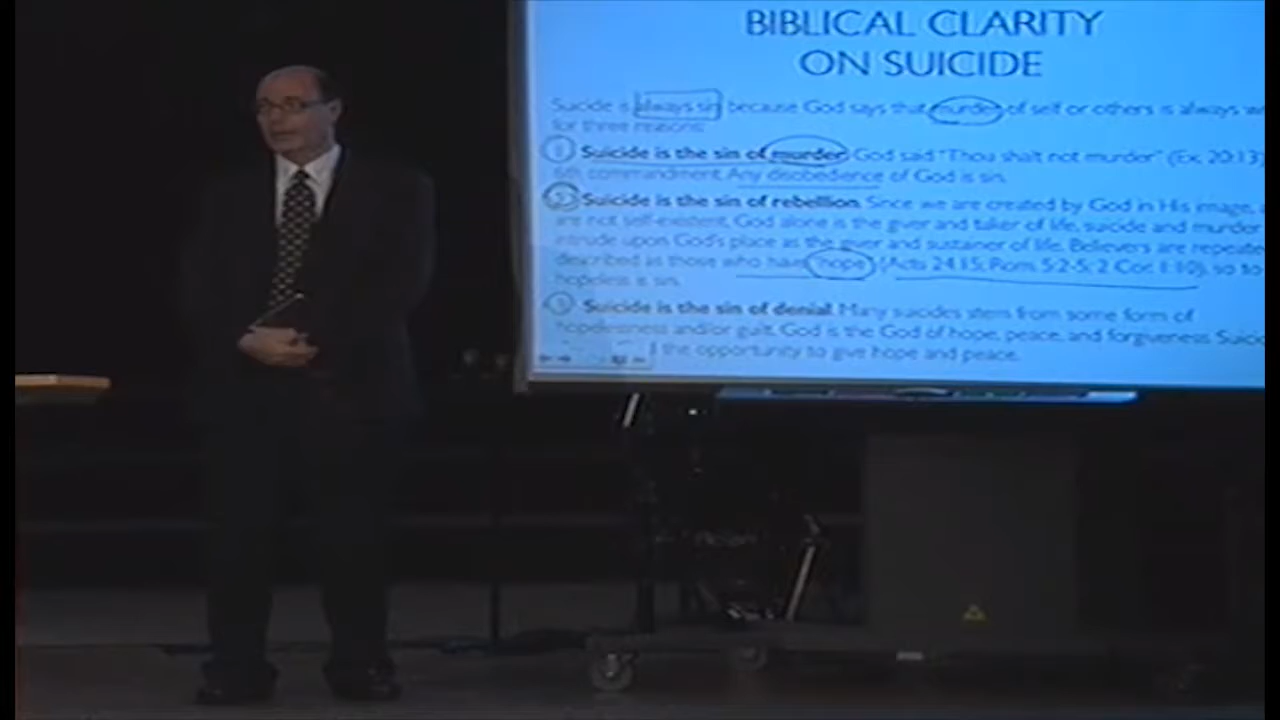 BIBLICAL CLARITY
ON SUICIDE
Suicide is always sin because God says that murder of self or others is always
for three reasons:
1 Suicide is the sin of murder. God said "Thou shalt not murder" (Ex. 20:13)
6th commandment. Any disobedience of God is sin.
2 Suicide is the sin of rebellion. Since we are created by God in His image,
are not self-existent, God alone is the giver and taker of life, suicide and murder
intrude upon God's place as the giver and sustainer of life. Believers are
described as those who have "hope" (Acts 24:15; Rom. 5:2-5; 2 Cor. 1:10), so to
hopeless is sin.
3 Suicide is the sin of denial. Many suicides stem from some form of
hopelessness and/or guilt. God is the God of hope, peace, and forgiveness.
the opportunity to give hope and peace.